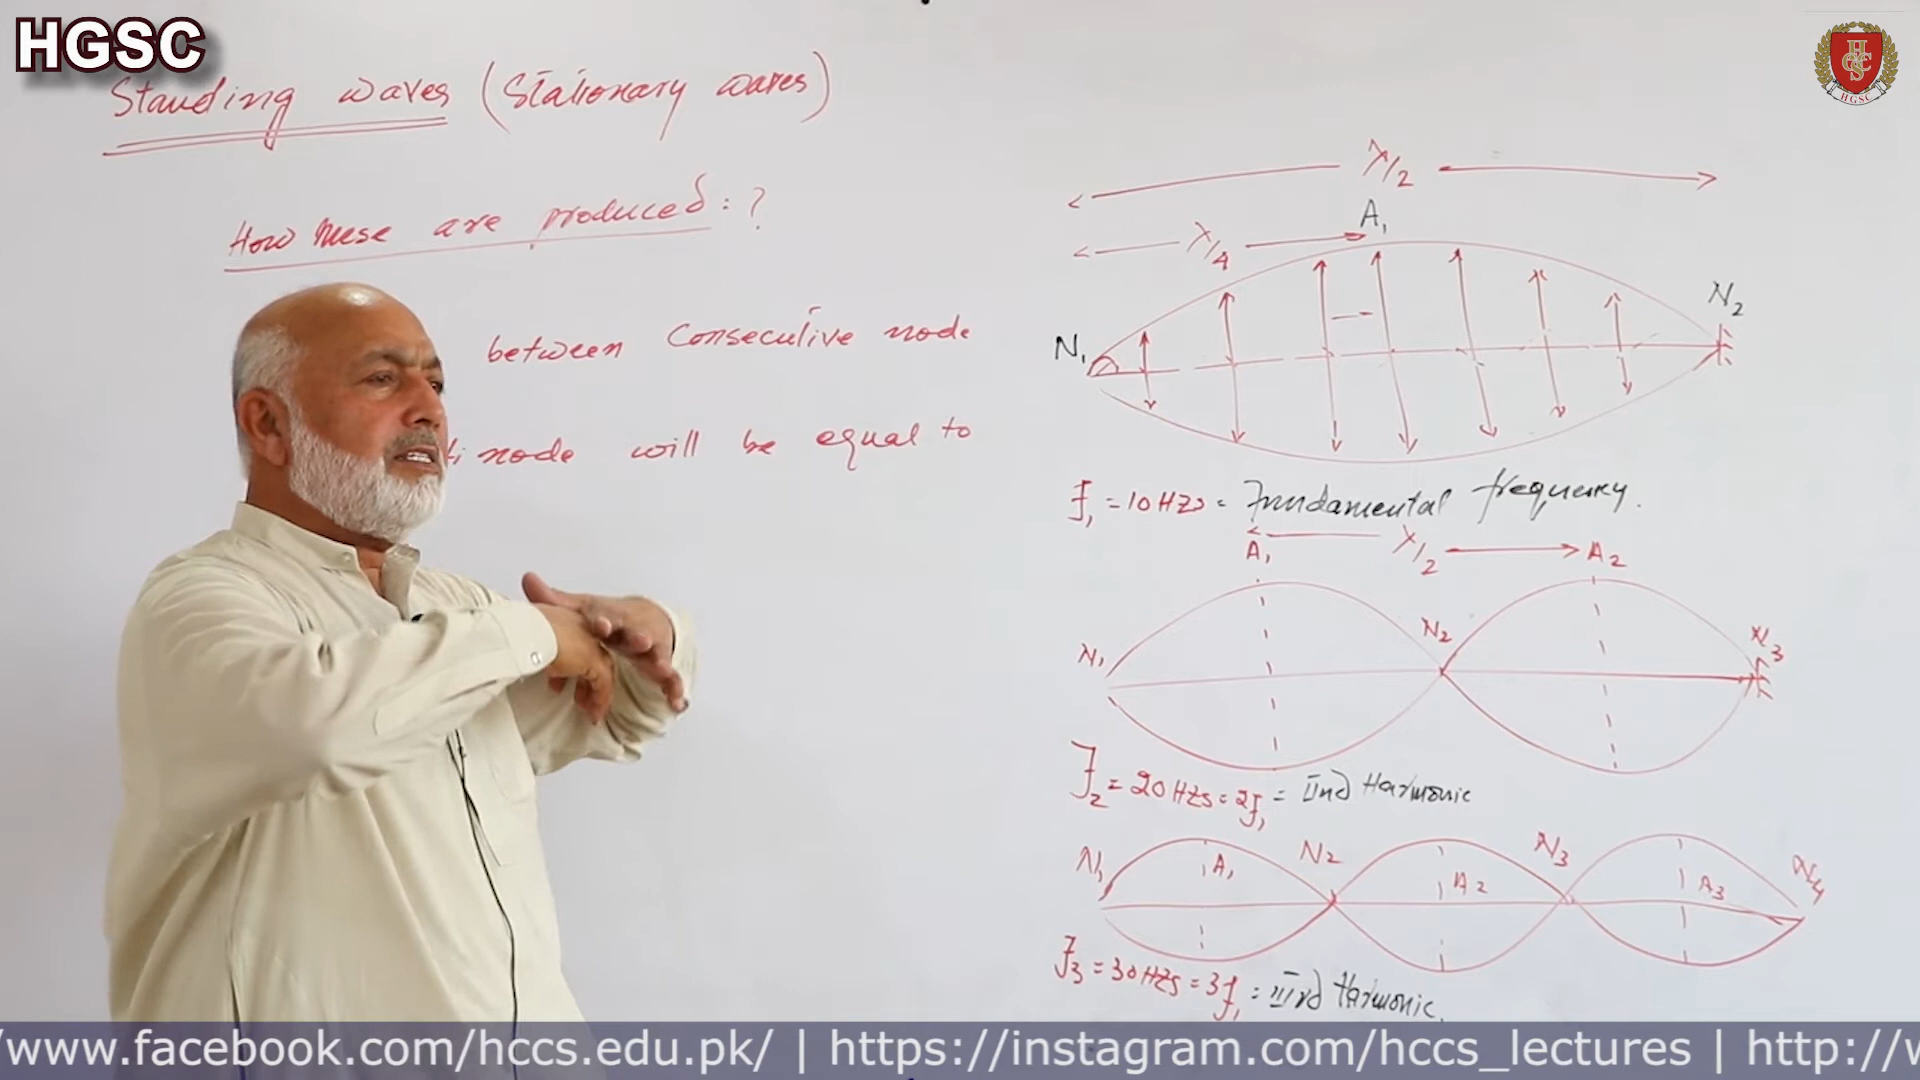 HGSC
Standing waves (Stationary waves)
How these are produced : ?
between Consecutive node
node will be equal to
λ/2
A1
λ/4
N2
N1
f1 = 10 Hzs = Fundamental frequency.
A1 λ/2 A2
N1 N2 N3
f2 = 20 Hzs = 2f1 = IInd Harmonic
N1 A1 N2 A2 N3 A3 N4
f3 = 30 Hzs = 3f1 = IIIrd Harmonic.
HGSC
/www.facebook.com/hccs.edu.pk/ | https://instagram.com/hccs_lectures | http://w